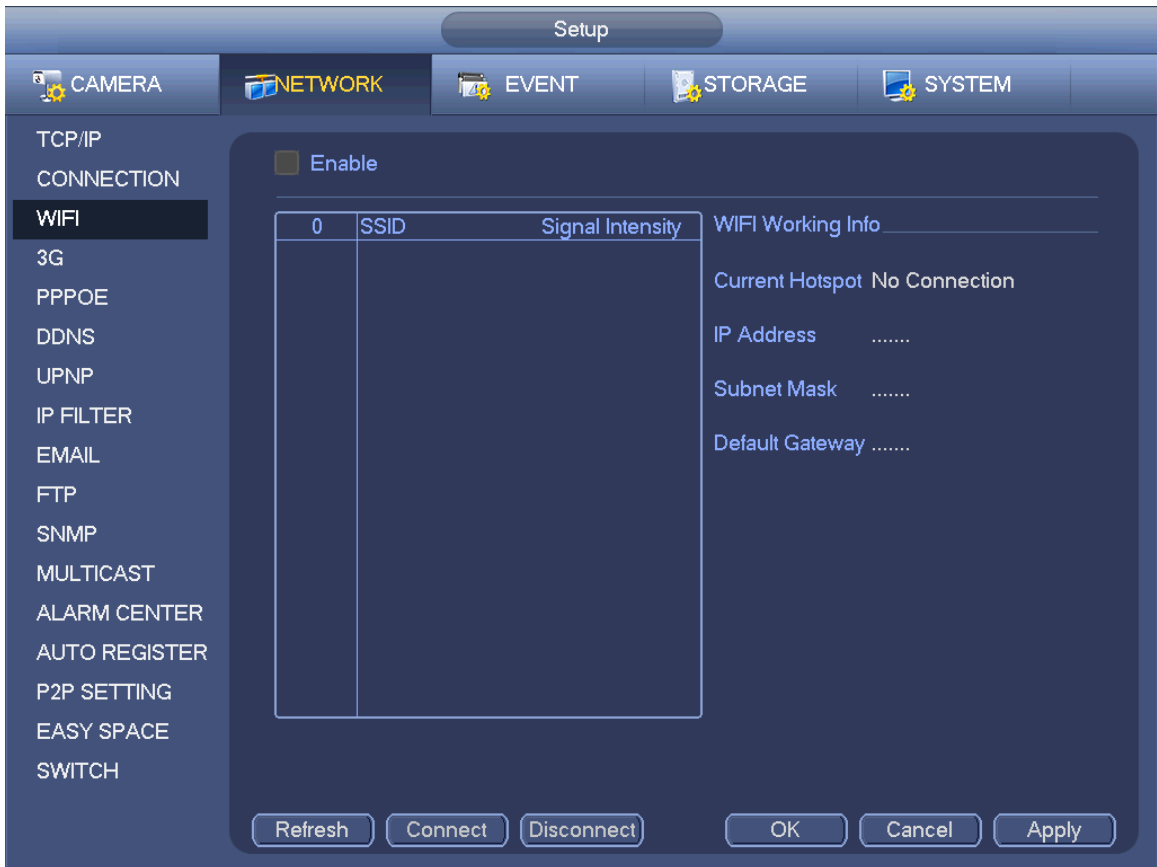 Setup
CAMERA NETWORK EVENT STORAGE SYSTEM
TCP/IP
CONNECTION
WIFI
3G
PPPOE
DDNS
UPNP
IP FILTER
EMAIL
FTP
SNMP
MULTICAST
ALARM CENTER
AUTO REGISTER
P2P SETTING
EASY SPACE
SWITCH
Enable
0 SSID Signal Intensity
WIFI Working Info
Current Hotspot No Connection
IP Address .......
Subnet Mask .......
Default Gateway .......
Refresh Connect Disconnect OK Cancel Apply